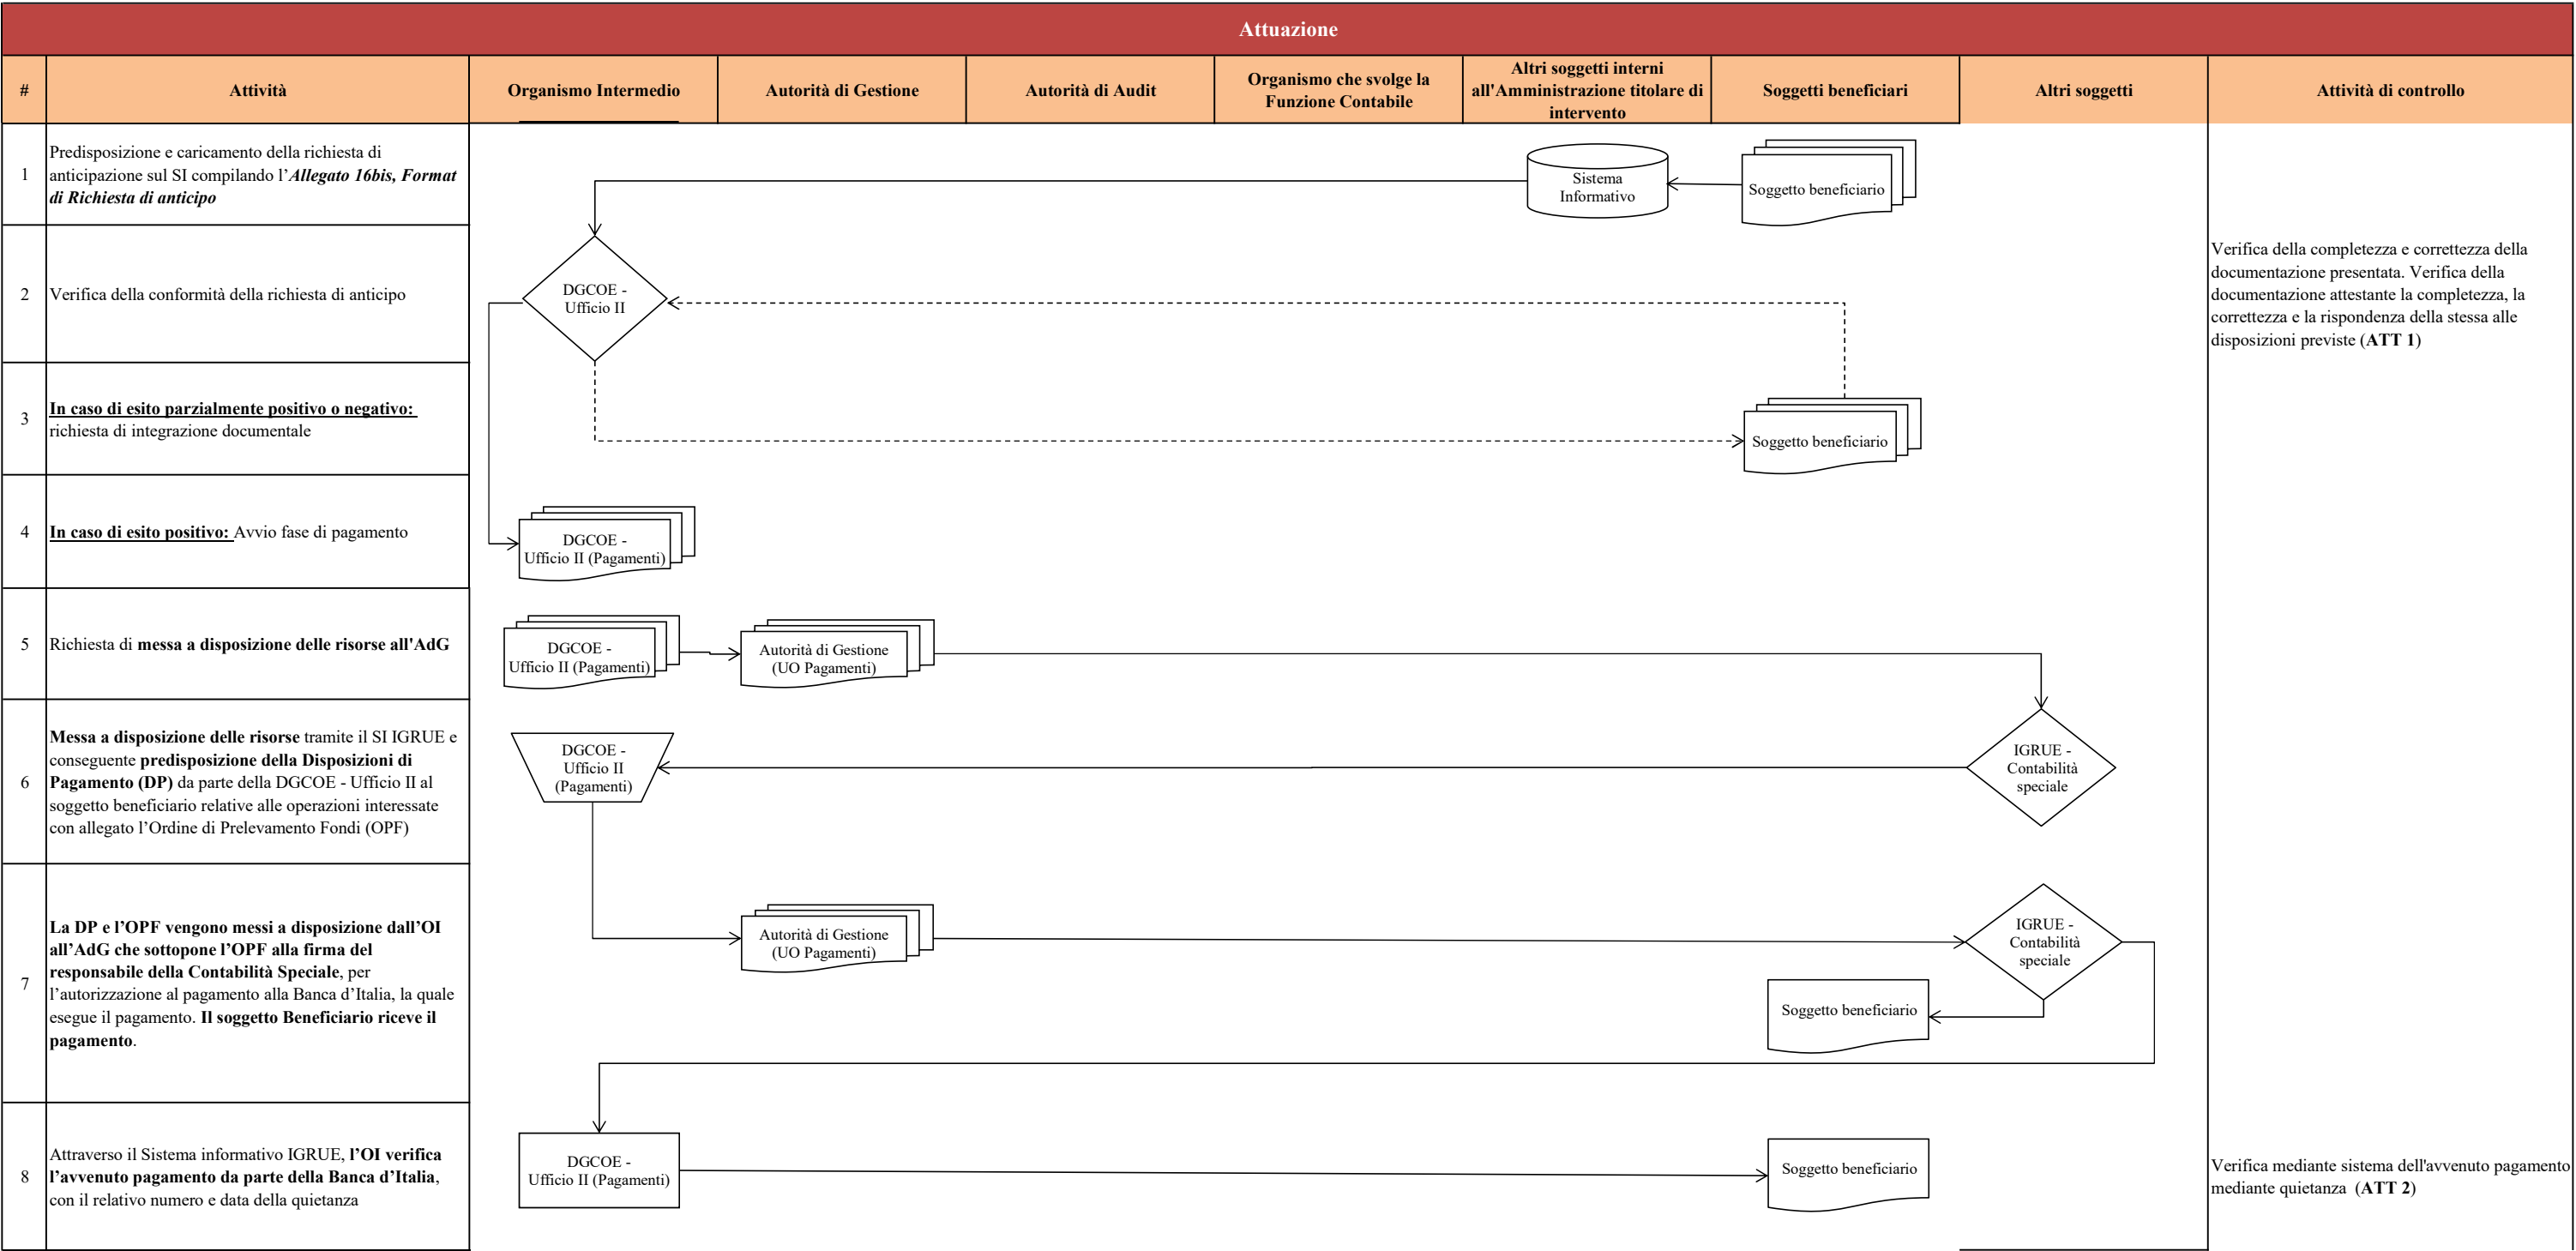 Attuazione
#
Attività
Organismo Intermedio
Autorità di Gestione
Autorità di Audit
Organismo che svolge la
Funzione Contabile
Altri soggetti interni
all'Amministrazione titolare di
intervento
Soggetti beneficiari
Altri soggetti
Attività di controllo
1
Predisposizione e caricamento della richiesta di
anticipazione sul SI compilando l’Allegato 16bis, Format
di Richiesta di anticipo
Sistema
Informativo
Soggetto beneficiario
2
Verifica della conformità della richiesta di anticipo
DGCOE -
Ufficio II
Verifica della completezza e correttezza della
documentazione presentata. Verifica della
documentazione attestante la completezza, la
correttezza e la rispondenza della stessa alle
disposizioni previste (ATT 1)
3
In caso di esito parzialmente positivo o negativo:
richiesta di integrazione documentale
Soggetto beneficiario
4
In caso di esito positivo: Avvio fase di pagamento
DGCOE -
Ufficio II (Pagamenti)
5
Richiesta di messa a disposizione delle risorse all'AdG
DGCOE -
Ufficio II (Pagamenti)
Autorità di Gestione
(UO Pagamenti)
6
Messa a disposizione delle risorse tramite il SI IGRUE e
conseguente predisposizione della Disposizioni di
Pagamento (DP) da parte della DGCOE - Ufficio II al
soggetto beneficiario relative alle operazioni interessate
con allegato l’Ordine di Prelevamento Fondi (OPF)
DGCOE -
Ufficio II
(Pagamenti)
IGRUE -
Contabilità
speciale
7
La DP e l’OPF vengono messi a disposizione dall’OI
all’AdG che sottopone l’OPF alla firma del
responsabile della Contabilità Speciale, per
l’autorizzazione al pagamento alla Banca d’Italia, la quale
esegue il pagamento. Il soggetto Beneficiario riceve il
pagamento.
Autorità di Gestione
(UO Pagamenti)
IGRUE -
Contabilità
speciale
Soggetto beneficiario
8
Attraverso il Sistema informativo IGRUE, l’OI verifica
l’avvenuto pagamento da parte della Banca d’Italia,
con il relativo numero e data della quietanza
DGCOE -
Ufficio II (Pagamenti)
Soggetto beneficiario
Verifica mediante sistema dell'avvenuto pagamento
mediante quietanza (ATT 2)